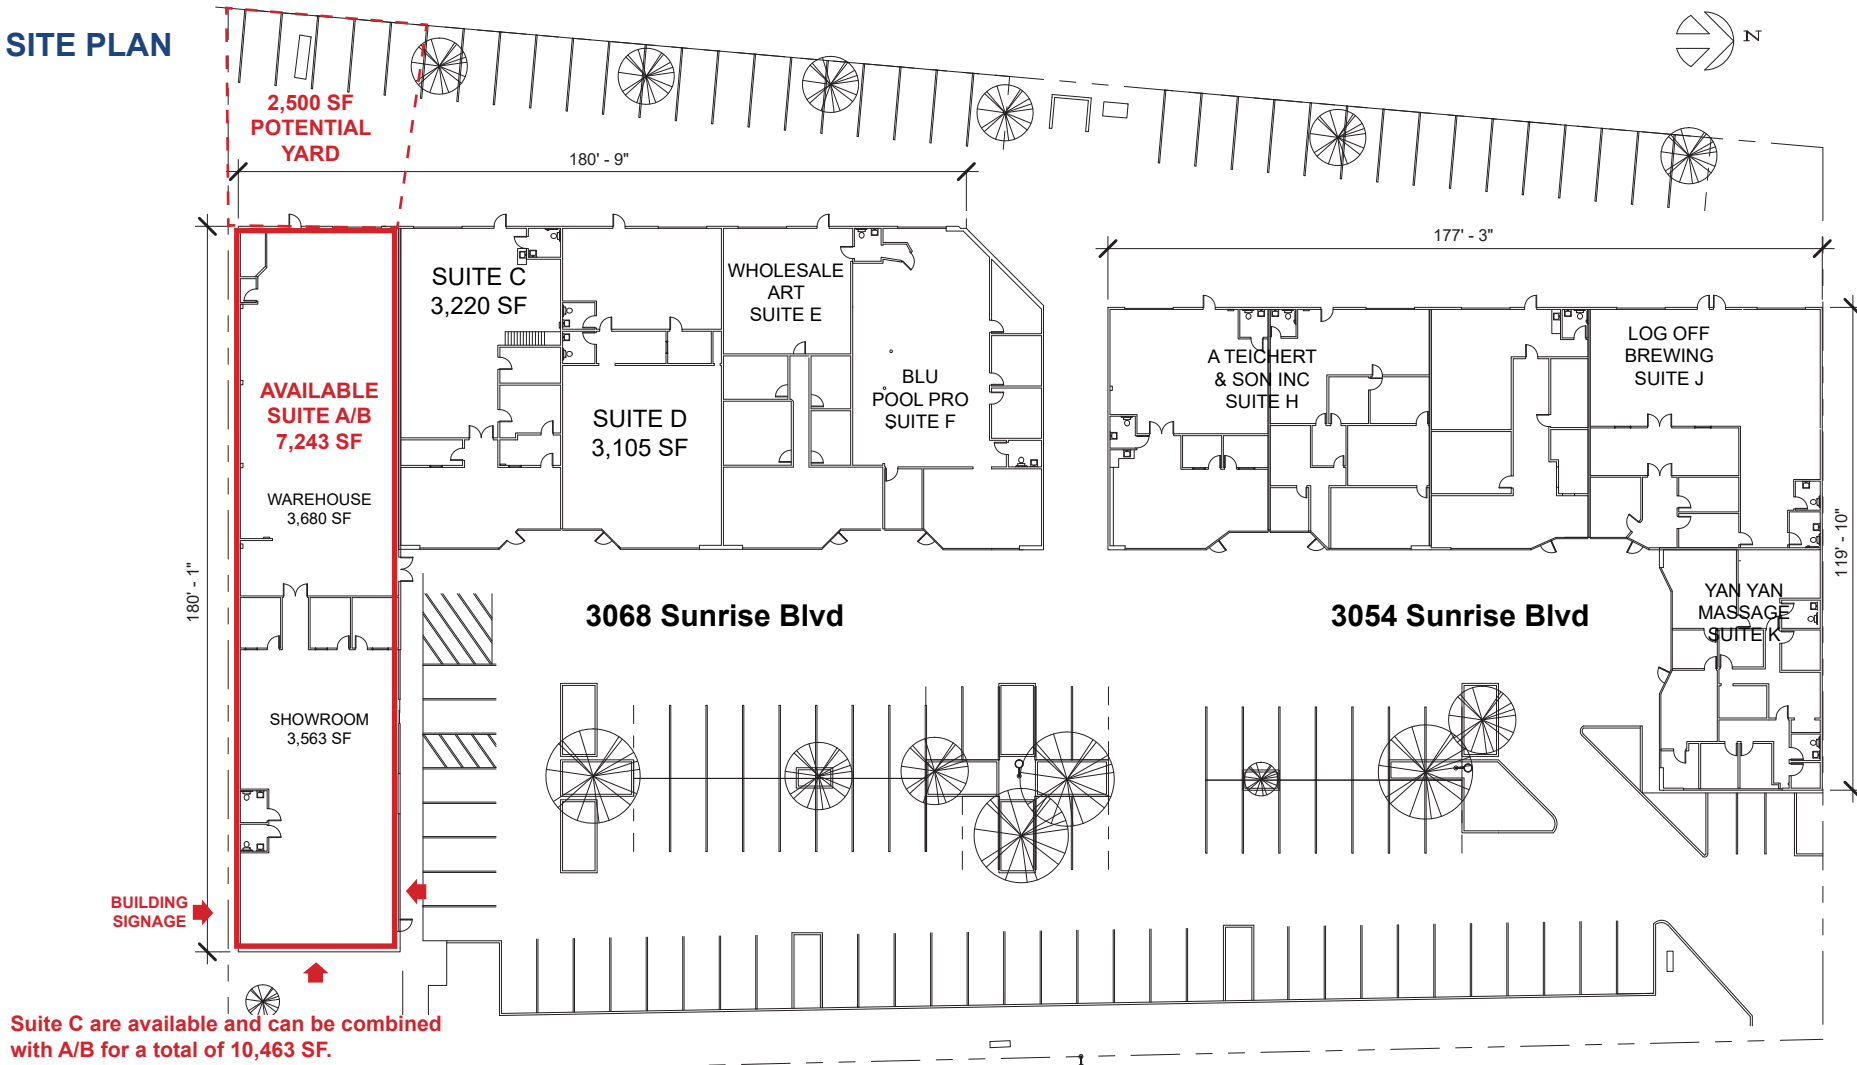 SITE PLAN
N
2,500 SF
POTENTIAL
YARD
180' - 9"
177' - 3"
SUITE C
3,220 SF
WHOLESALE
ART
SUITE E
A TEICHERT
& SON INC
SUITE H
LOG OFF
BREWING
SUITE J
AVAILABLE
SUITE A/B
7,243 SF
SUITE D
3,105 SF
BLU
POOL PRO
SUITE F
WAREHOUSE
3,680 SF
180' - 1"
119' - 10"
3068 Sunrise Blvd
3054 Sunrise Blvd
YAN YAN
MASSAGE
SUITE K
SHOWROOM
3,563 SF
BUILDING
SIGNAGE
Suite C are available and can be combined
with A/B for a total of 10,463 SF.